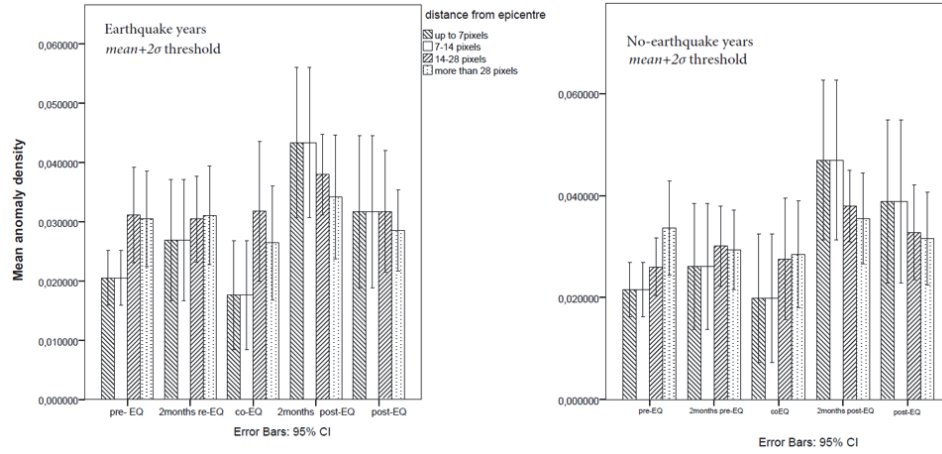 Earthquake years
mean+2σ threshold
distance from epicentre
up to 7pixels
7-14 pixels
14-28 pixels
more than 28 pixels
Mean anomaly density
0,060000
0,050000
0,040000
0,030000
0,020000
0,010000
0,000000
pre- EQ
2months re-EQ
co-EQ
2months post-EQ
post-EQ
Error Bars: 95% CI
No-earthquake years
mean+2σ threshold
0,060000
0,040000
0,020000
0,000000
pre-EQ
2months pre-EQ
coEQ
2months post-EQ
post-EQ
Error Bars: 95% CI